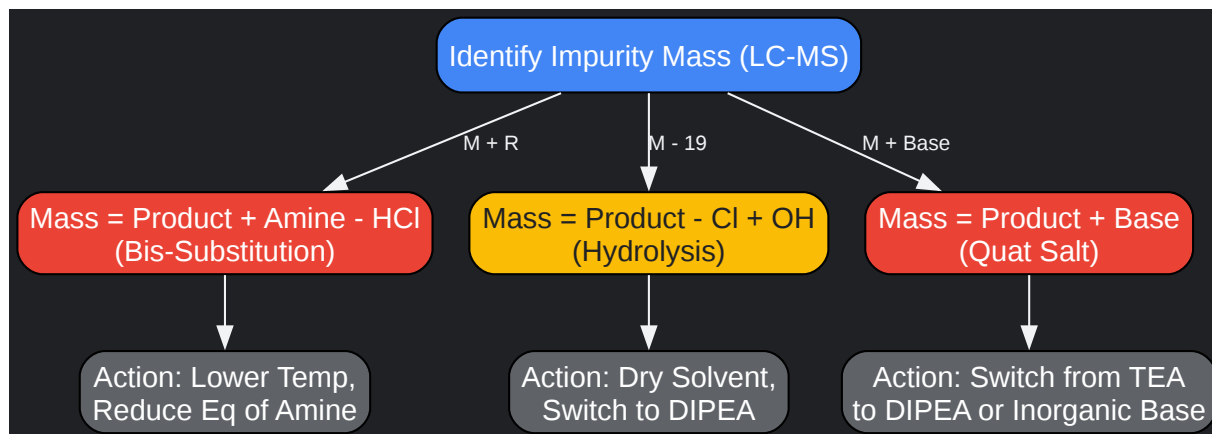 Identify Impurity Mass (LC-MS)
M + R
M - 19
M + Base
Mass = Product + Amine - HCl
(Bis-Substitution)
Mass = Product - Cl + OH
(Hydrolysis)
Mass = Product + Base
(Quat Salt)
Action: Lower Temp,
Reduce Eq of Amine
Action: Dry Solvent,
Switch to DIPEA
Action: Switch from TEA
to DIPEA or Inorganic Base